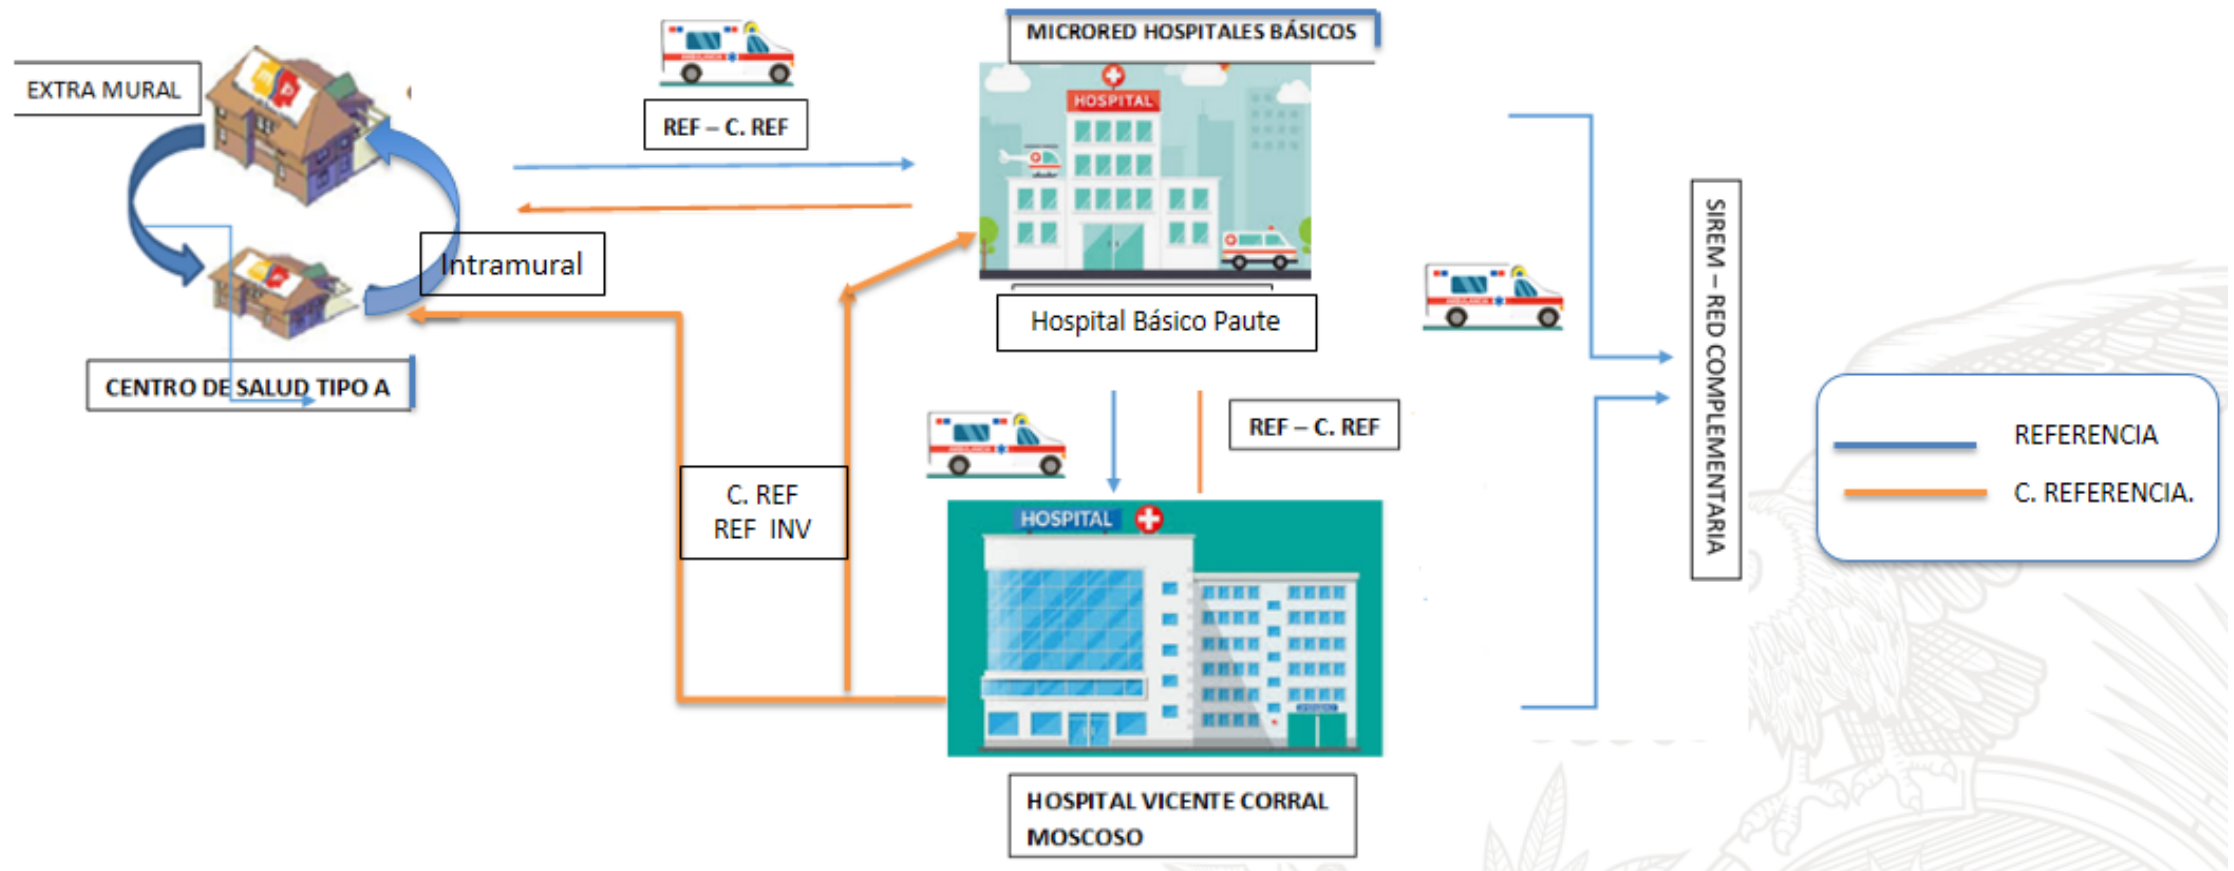 MICRORED HOSPITALES BÁSICOS
EXTRA MURAL
REF – C. REF
HOSPITAL
Intramural
Hospital Básico Paute
CENTRO DE SALUD TIPO A
REF – C. REF
C. REF
REF INV
HOSPITAL
HOSPITAL VICENTE CORRAL
MOSCOSO
SIREM – RED COMPLEMENTARIA
REFERENCIA
C. REFERENCIA.